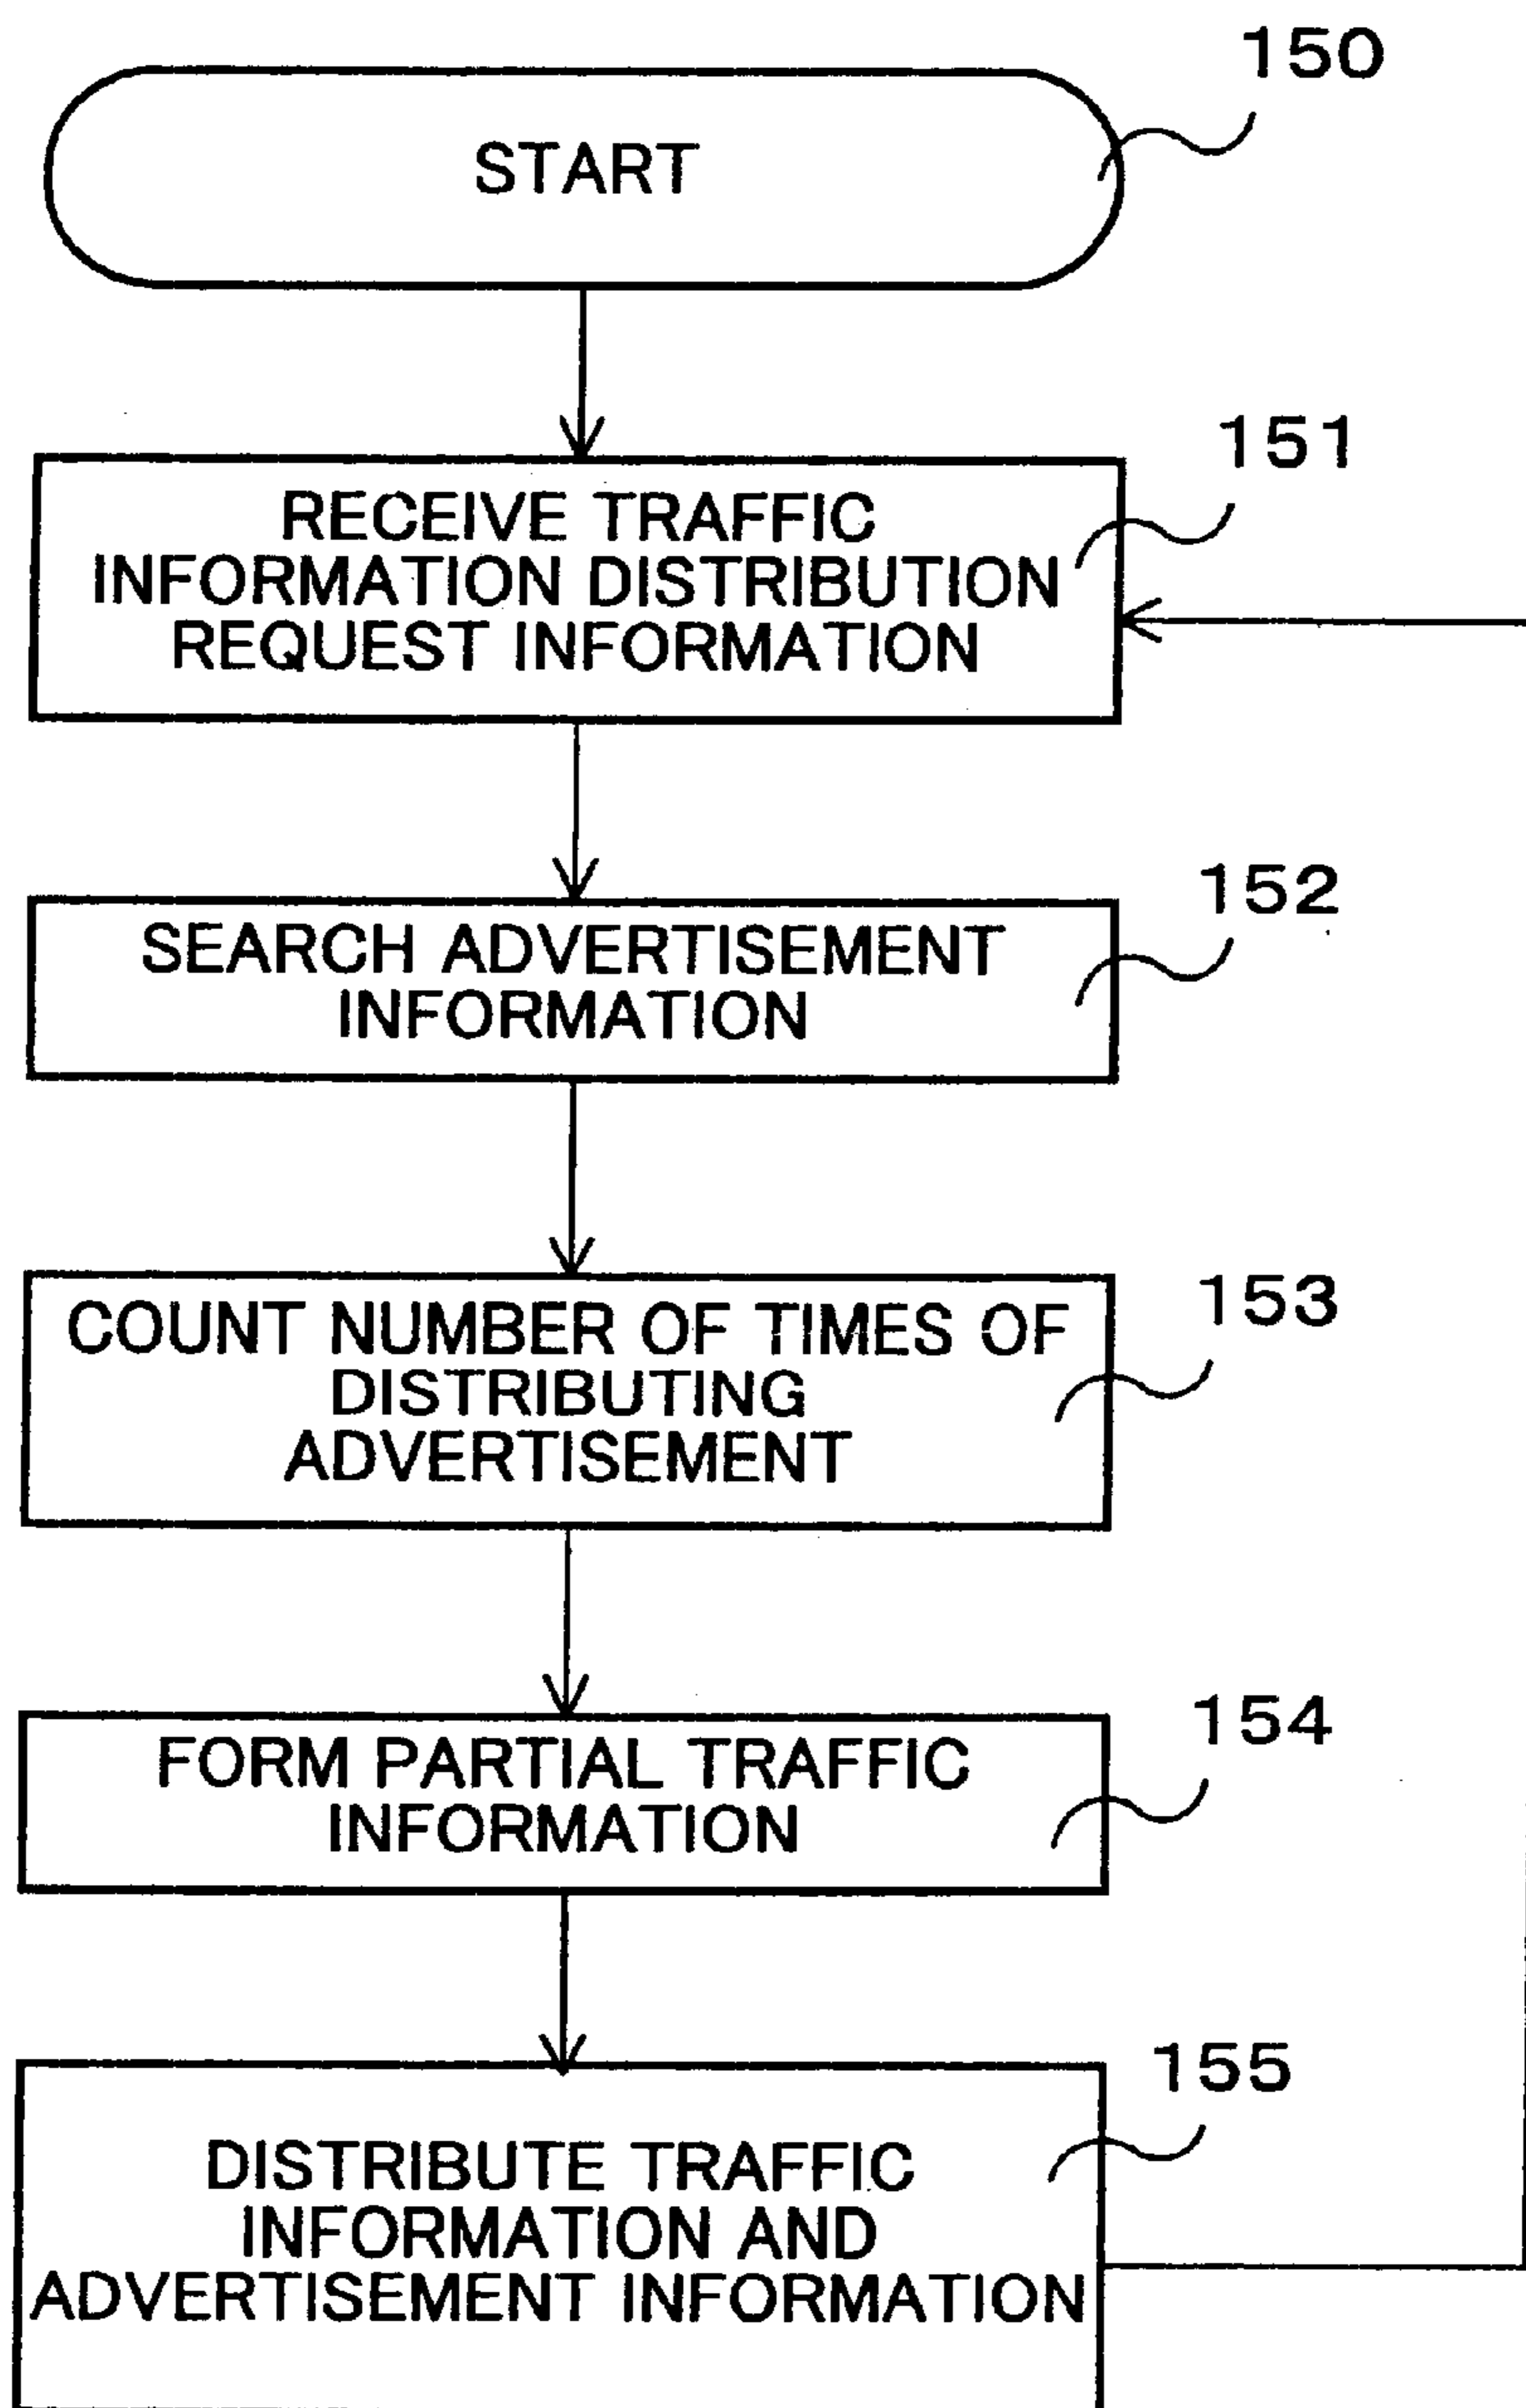 150
START
151
RECEIVE TRAFFIC
INFORMATION DISTRIBUTION
REQUEST INFORMATION
152
SEARCH ADVERTISEMENT
INFORMATION
153
COUNT NUMBER OF TIMES OF
DISTRIBUTING
ADVERTISEMENT
154
FORM PARTIAL TRAFFIC
INFORMATION
155
DISTRIBUTE TRAFFIC
INFORMATION AND
ADVERTISEMENT INFORMATION